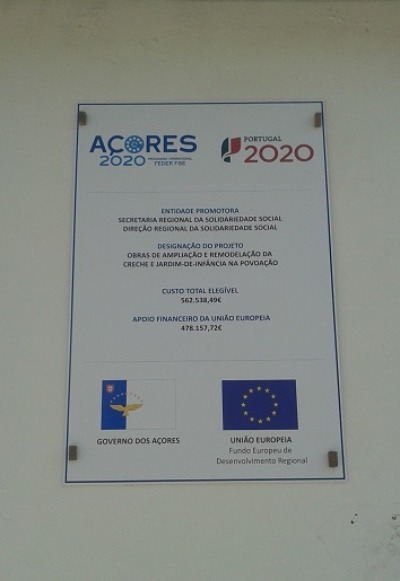 AÇORES
2020 PROGRAMA OPERACIONAL
FEDER FSE
PORTUGAL
2020
ENTIDADE PROMOTORA
SECRETARIA REGIONAL DA SOLIDARIEDADE SOCIAL
DIREÇÃO REGIONAL DA SOLIDARIEDADE SOCIAL
DESIGNAÇÃO DO PROJETO
OBRAS DE AMPLIAÇÃO E REMODELAÇÃO DA
CRECHE E JARDIM-DE-INFÂNCIA NA POVOAÇÃO
CUSTO TOTAL ELEGÍVEL
562.538,49€
APOIO FINANCEIRO DA UNIÃO EUROPEIA
478.157,72€
GOVERNO DOS AÇORES
UNIÃO EUROPEIA
Fundo Europeu de
Desenvolvimento Regional